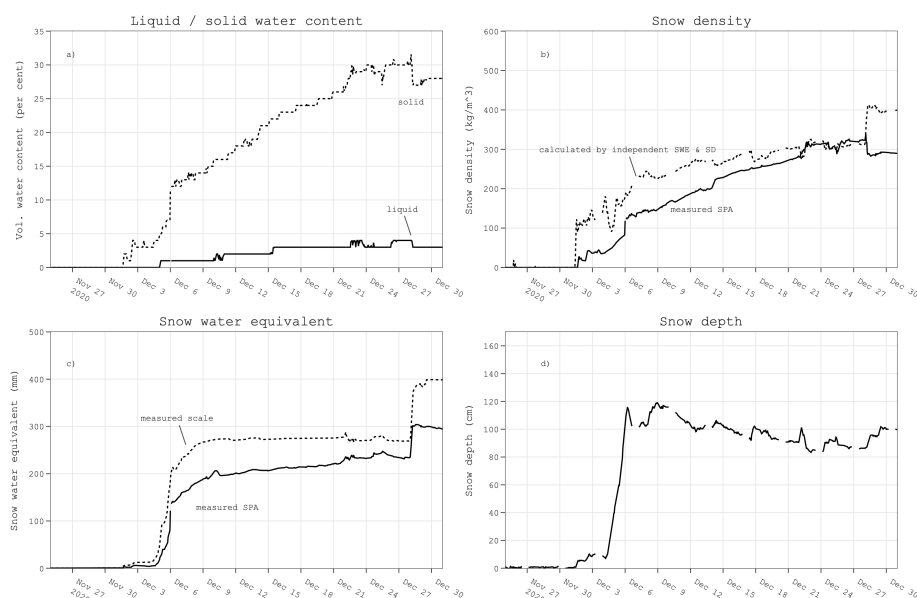 Liquid / solid water content
Vol. water content (per cent)
35
30
25
20
15
10
5
0
a)
solid
liquid
Nov 27
2020
Nov 30
Dec 3
Dec 6
Dec 9
Dec 12
Dec 15
Dec 18
Dec 21
Dec 24
Dec 27
Dec 30
Snow density
Snow density (kg/m^3)
600
500
400
300
200
100
0
b)
calculated by independent SWE & SD
measured SPA
Nov 27
2020
Nov 30
Dec 3
Dec 6
Dec 9
Dec 12
Dec 15
Dec 18
Dec 21
Dec 24
Dec 27
Dec 30
Snow water equivalent
Snow water equivalent (mm)
500
400
300
200
100
0
c)
measured scale
measured SPA
Nov 27
2020
Nov 30
Dec 3
Dec 6
Dec 9
Dec 12
Dec 15
Dec 18
Dec 21
Dec 24
Dec 27
Dec 30
Snow depth
Snow depth (cm)
160
140
120
100
80
60
40
20
0
d)
Nov 27
2020
Nov 30
Dec 3
Dec 6
Dec 9
Dec 12
Dec 15
Dec 18
Dec 21
Dec 24
Dec 27
Dec 30